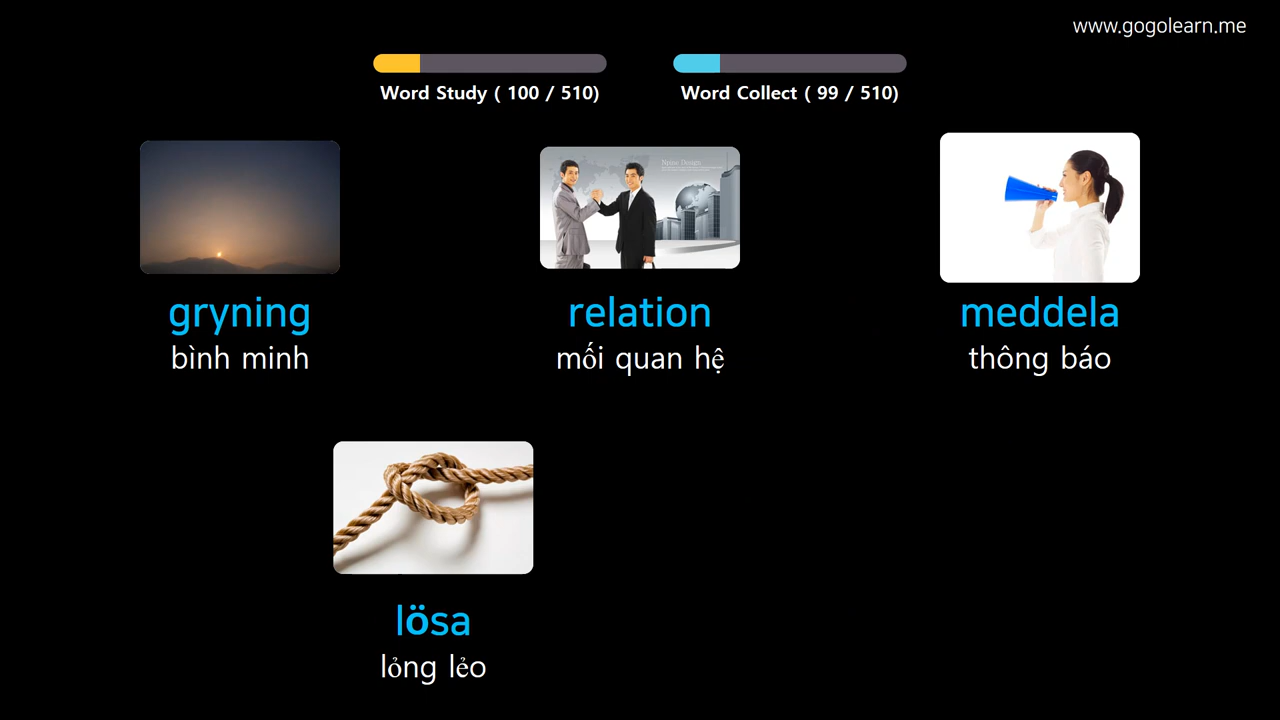 www.gogolearn.me
Word Study ( 100 / 510)
Word Collect ( 99 / 510)
gryning
bình minh
relation
mối quan hệ
meddela
thông báo
lösa
lỏng lẻo